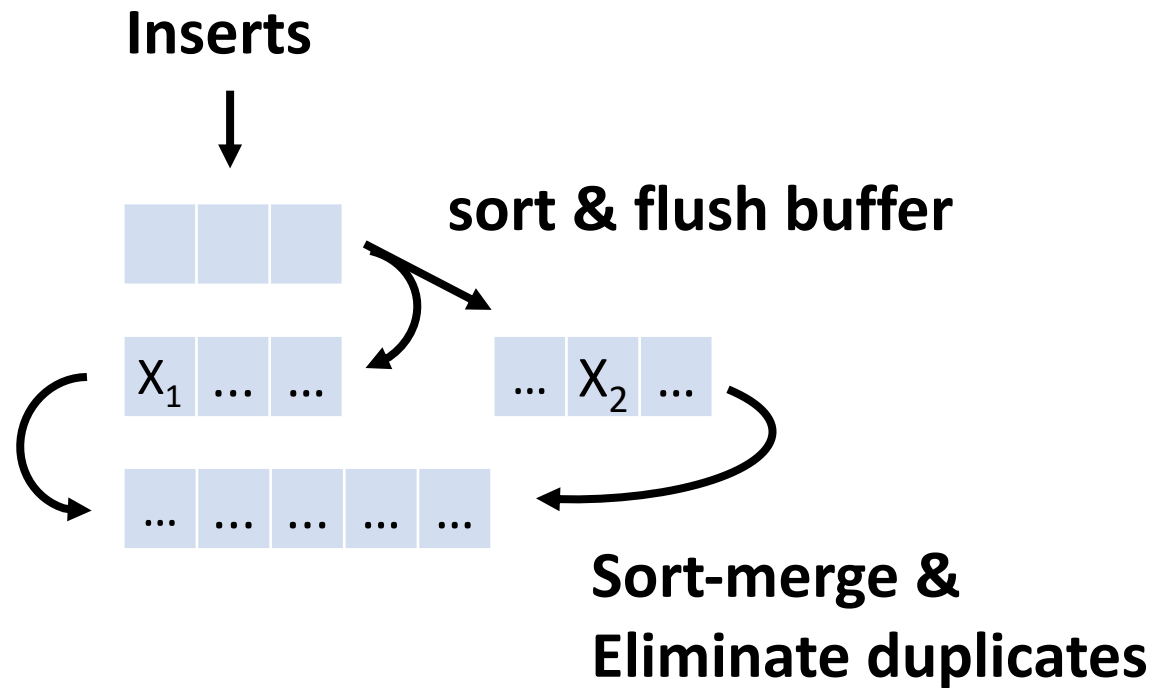 Inserts
sort & flush buffer
X₁ ... ... ... X₂ ...
... ... ... ... ...
Sort-merge &
Eliminate duplicates